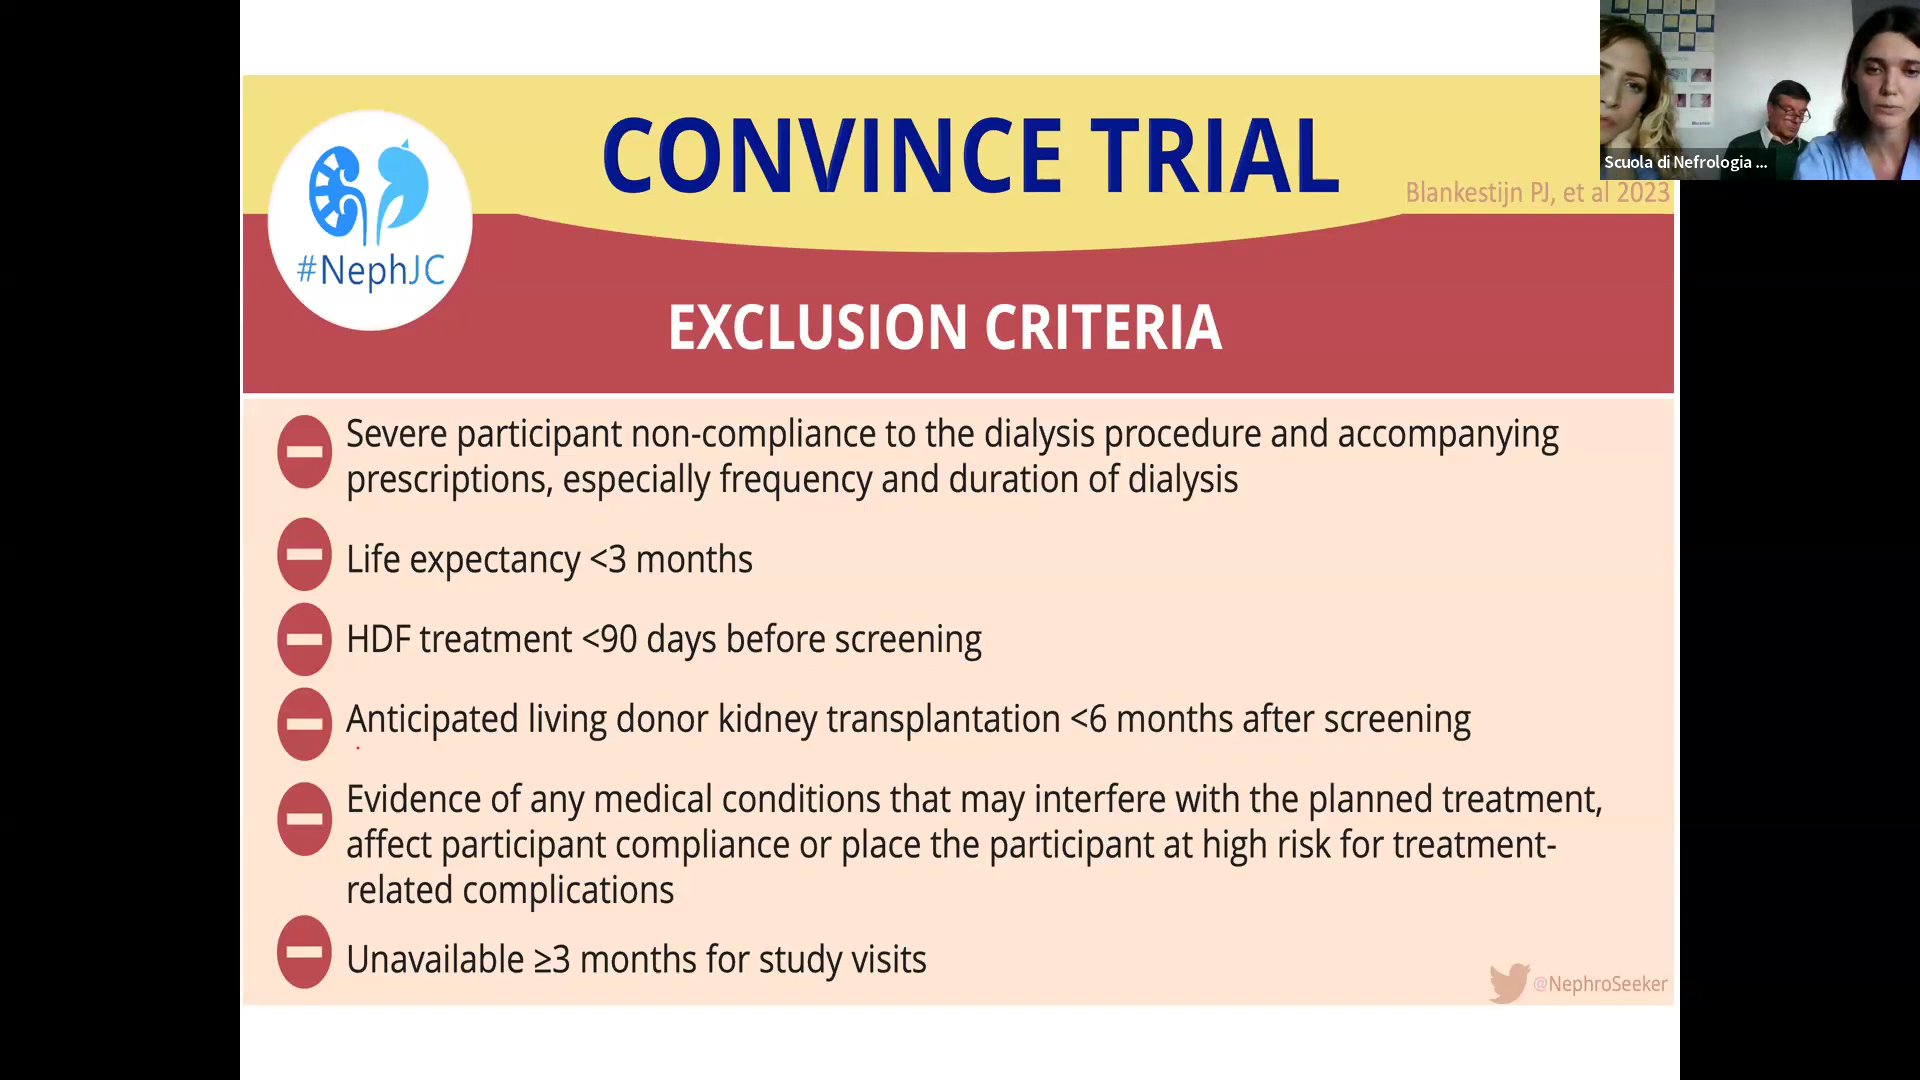 CONVINCE TRIAL
Scuola di Nefrologia ...
Blankestijn PJ, et al 2023
#NephJC
EXCLUSION CRITERIA
Severe participant non-compliance to the dialysis procedure and accompanying
prescriptions, especially frequency and duration of dialysis
Life expectancy <3 months
HDF treatment <90 days before screening
Anticipated living donor kidney transplantation <6 months after screening
Evidence of any medical conditions that may interfere with the planned treatment,
affect participant compliance or place the participant at high risk for treatment-
related complications
Unavailable ≥3 months for study visits
@NephroSeeker